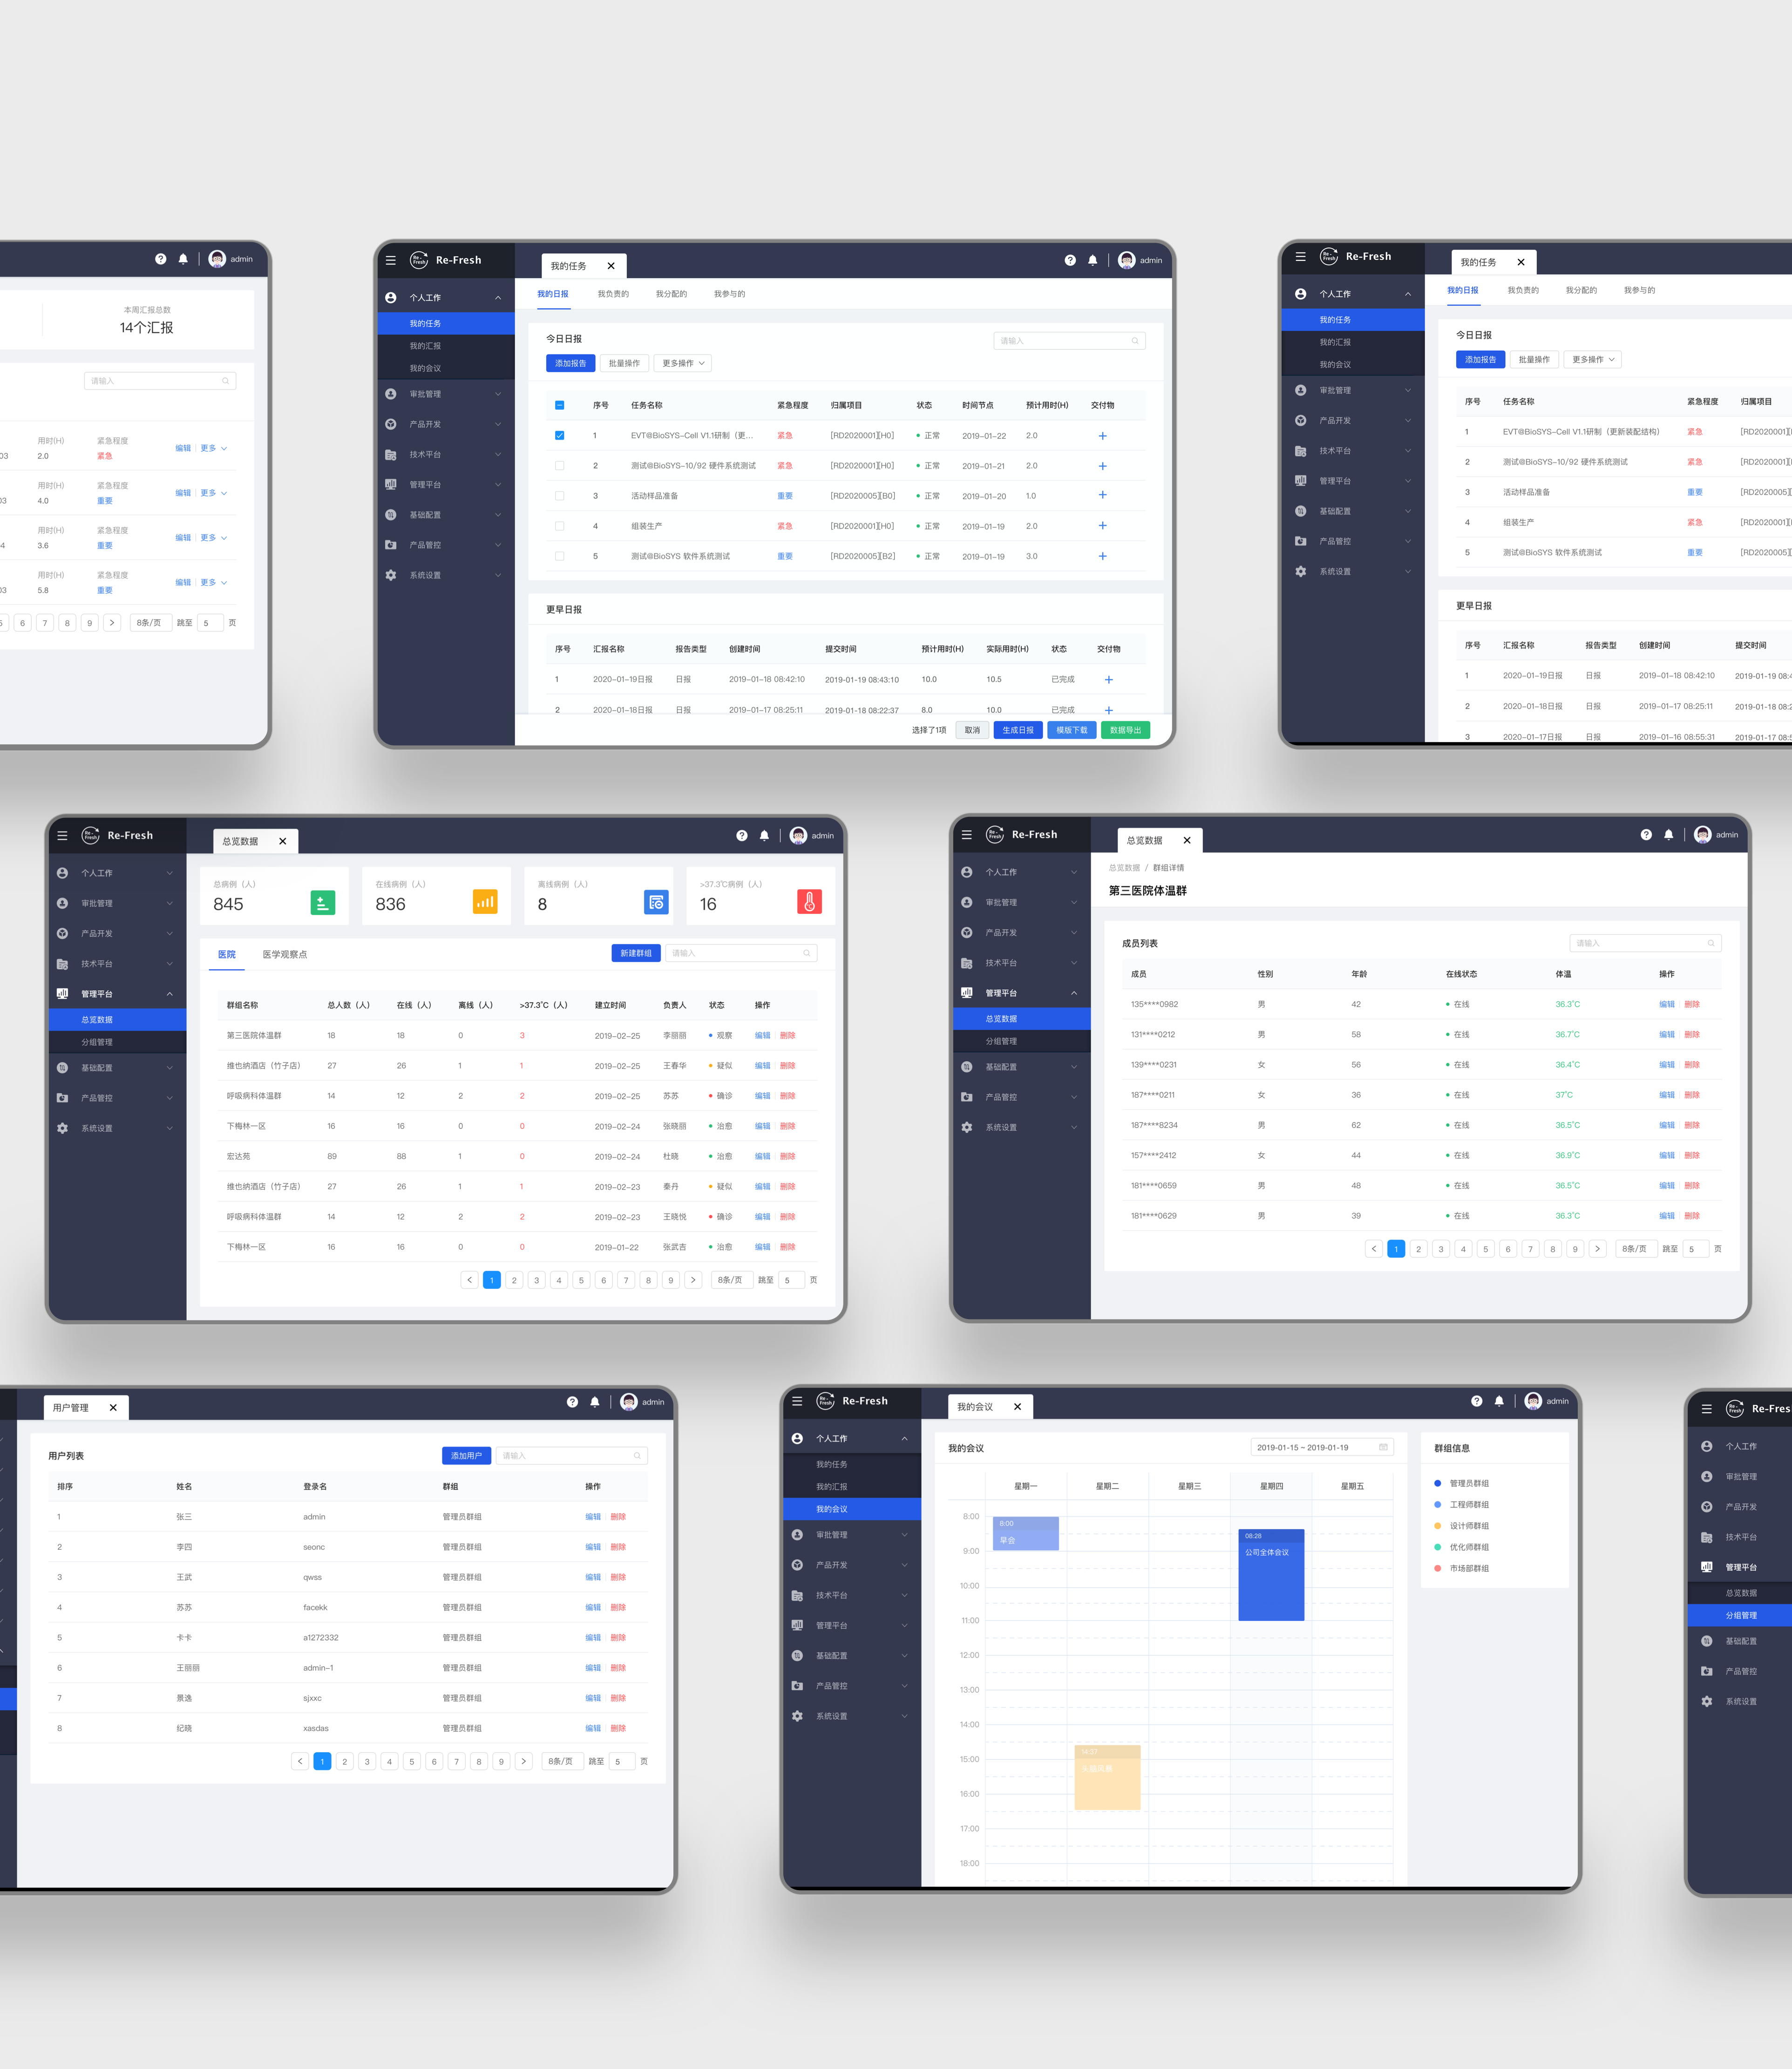 admin
本周汇报总数
14个汇报
请输入
用时(H) 紧急程度
03 2.0 紧急 编辑 更多
用时(H) 紧急程度
03 4.0 重要 编辑 更多
用时(H) 紧急程度
4 3.6 重要 编辑 更多
用时(H) 紧急程度
03 5.8 重要 编辑 更多
6 7 8 9 > 8条/页 跳至 5 页
Re-Fresh
Re-Fresh 我的任务 admin
个人工作
我的任务
我的汇报
我的会议
审批管理
产品开发
技术平台
管理平台
基础配置
产品管控
系统设置
我的日报 我负责的 我分配的 我参与的
今日日报 请输入
添加报告 批量操作 更多操作
序号 任务名称 紧急程度 归属项目 状态 时间节点 预计用时(H) 交付物
1 EVT@BioSYS-Cell V1.1研制（更... 紧急 [RD2020001][H0] 正常 2019-01-22 2.0 +
2 测试@BioSYS-10/92 硬件系统测试 紧急 [RD2020001][H0] 正常 2019-01-21 2.0 +
3 活动样品准备 重要 [RD2020005][B0] 正常 2019-01-20 1.0 +
4 组装生产 紧急 [RD2020001][H0] 正常 2019-01-19 2.0 +
5 测试@BioSYS 软件系统测试 重要 [RD2020005][B2] 正常 2019-01-19 3.0 +
更早日报
序号 汇报名称 报告类型 创建时间 提交时间 预计用时(H) 实际用时(H) 状态 交付物
1 2020-01-19日报 日报 2019-01-18 08:42:10 2019-01-19 08:43:10 10.0 10.5 已完成 +
2 2020-01-18日报 日报 2019-01-17 08:25:11 2019-01-18 08:22:37 8.0 10.0 已完成 +
选择了1项 取消 生成日报 模版下载 数据导出
Re-Fresh
Re-Fresh 我的任务
个人工作
我的任务
我的汇报
我的会议
审批管理
产品开发
技术平台
管理平台
基础配置
产品管控
系统设置
我的日报 我负责的 我分配的 我参与的
今日日报
添加报告 批量操作 更多操作
序号 任务名称 紧急程度 归属项目
1 EVT@BioSYS-Cell V1.1研制（更新装配结构） 紧急 [RD2020001][
2 测试@BioSYS-10/92 硬件系统测试 紧急 [RD2020001][
3 活动样品准备 重要 [RD2020005][
4 组装生产 紧急 [RD2020001][
5 测试@BioSYS 软件系统测试 重要 [RD2020005][
更早日报
序号 汇报名称 报告类型 创建时间 提交时间
1 2020-01-19日报 日报 2019-01-18 08:42:10 2019-01-19 08:4
2 2020-01-18日报 日报 2019-01-17 08:25:11 2019-01-18 08:2
3 2020-01-17日报 日报 2019-01-16 08:55:31 2019-01-17 08:5
Re-Fresh
Re-Fresh 总览数据 admin
个人工作
审批管理
产品开发
技术平台
管理平台
总览数据
分组管理
基础配置
产品管控
系统设置
总病例（人） 在线病例（人） 离线病例（人） >37.3℃病例（人）
845 836 8 16
医院 医学观察点 新建群组 请输入
群组名称 总人数（人） 在线（人） 离线（人） >37.3℃（人） 建立时间 负责人 状态 操作
第三医院体温群 18 18 0 3 2019-02-25 李丽丽 观察 编辑 删除
维也纳酒店（竹子店） 27 26 1 1 2019-02-25 王春华 疑似 编辑 删除
呼吸病科体温群 14 12 2 2 2019-02-25 苏苏 确诊 编辑 删除
下梅林一区 16 16 0 0 2019-02-24 张晓丽 治愈 编辑 删除
宏达苑 89 88 1 0 2019-02-24 杜晓 治愈 编辑 删除
维也纳酒店（竹子店） 27 26 1 1 2019-02-23 秦丹 疑似 编辑 删除
呼吸病科体温群 14 12 2 2 2019-02-23 王晓悦 确诊 编辑 删除
下梅林一区 16 16 0 0 2019-01-22 张武吉 治愈 编辑 删除
< 1 2 3 4 5 6 7 8 9 > 8条/页 跳至 5 页
Re-Fresh
Re-Fresh 总览数据 admin
个人工作
审批管理
产品开发
技术平台
管理平台
总览数据
分组管理
基础配置
产品管控
系统设置
总览数据 / 群组详情
第三医院体温群
成员列表 请输入
成员 性别 年龄 在线状态 体温 操作
135****0982 男 42 在线 36.3℃ 编辑 删除
131****0212 男 58 在线 36.7℃ 编辑 删除
139****0231 女 56 在线 36.4℃ 编辑 删除
187****0211 女 36 在线 37℃ 编辑 删除
187****8234 男 62 在线 36.5℃ 编辑 删除
157****2412 女 44 在线 36.9℃ 编辑 删除
181****0659 男 48 在线 36.5℃ 编辑 删除
181****0629 男 39 在线 36.3℃ 编辑 删除
< 1 2 3 4 5 6 7 8 9 > 8条/页 跳至 5 页
用户管理 admin
用户列表 添加用户 请输入
排序 姓名 登录名 群组 操作
1 张三 admin 管理员群组 编辑 删除
2 李四 seonc 管理员群组 编辑 删除
3 王武 qwss 管理员群组 编辑 删除
4 苏苏 facekk 管理员群组 编辑 删除
5 卡卡 a1272332 管理员群组 编辑 删除
6 王丽丽 admin-1 管理员群组 编辑 删除
7 景逸 sjxxc 管理员群组 编辑 删除
8 纪晓 xasdas 管理员群组 编辑 删除
< 1 2 3 4 5 6 7 8 9 > 8条/页 跳至 5 页
Re-Fresh
Re-Fresh 我的会议 admin
个人工作
我的任务
我的汇报
我的会议
审批管理
产品开发
技术平台
管理平台
基础配置
产品管控
系统设置
我的会议 2019-01-15 ~ 2019-01-19
星期一 星期二 星期三 星期四 星期五
8:00
9:00
10:00
11:00
12:00
13:00
14:00
15:00
16:00
17:00
18:00
8:00
早会
08:28
公司全体会议
14:37
群组信息
管理员群组
工程师群组
设计师群组
优化师群组
市场部群组
Re-Fresh
Re-Fres
个人工作
审批管理
产品开发
技术平台
管理平台
总览数据
分组管理
基础配置
产品管控
系统设置